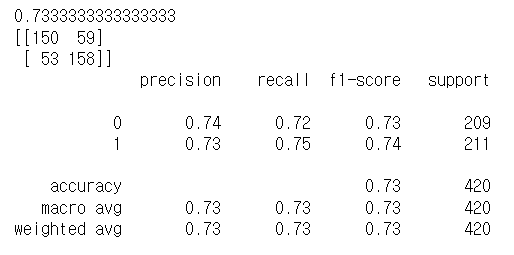 0.7333333333333333
[[150  59]
 [ 53 158]]
              precision    recall  f1-score   support

           0       0.74      0.72      0.73       209
           1       0.73      0.75      0.74       211

    accuracy                           0.73       420
   macro avg       0.73      0.73      0.73       420
weighted avg       0.73      0.73      0.73       420